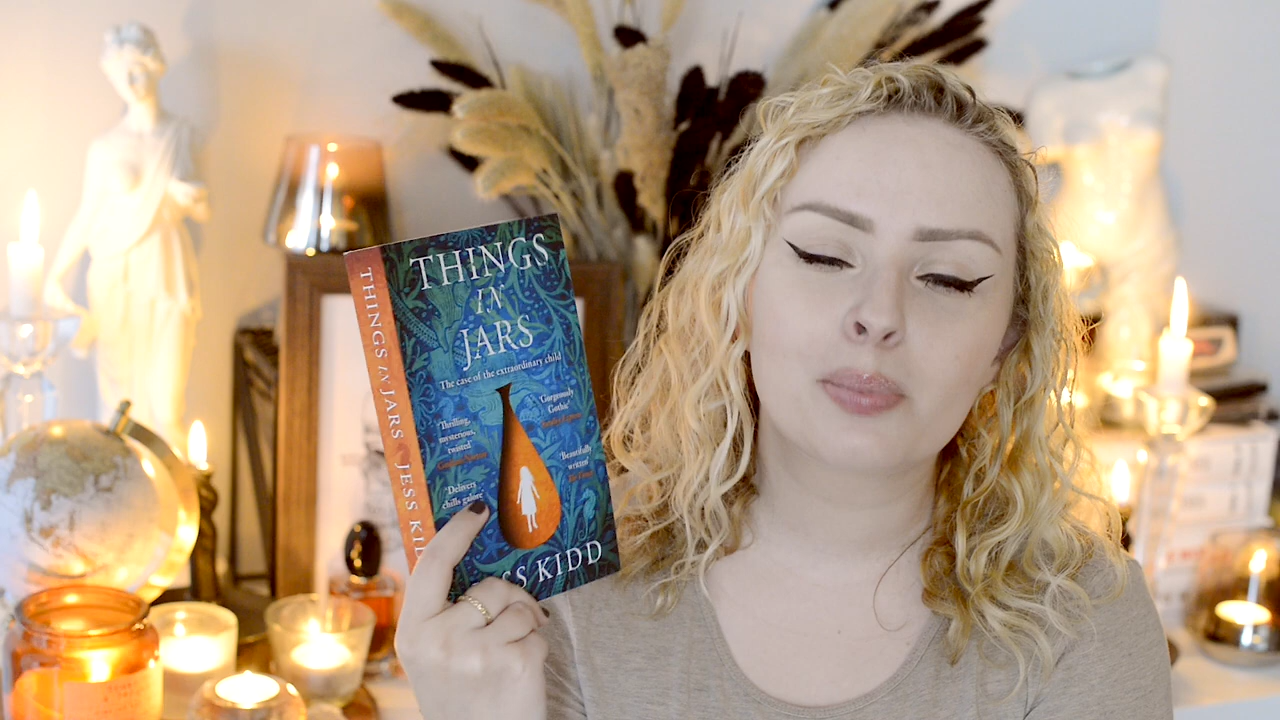 THINGS
IN
JARS
The case of the extraordinary child
'Thrilling,
mysterious,
twisted'
'Gorgeously
Gothic'
'Beautifully
written'
'Delivers
chills galore'
SS KIDD
THINGS IN JARS JESS KID